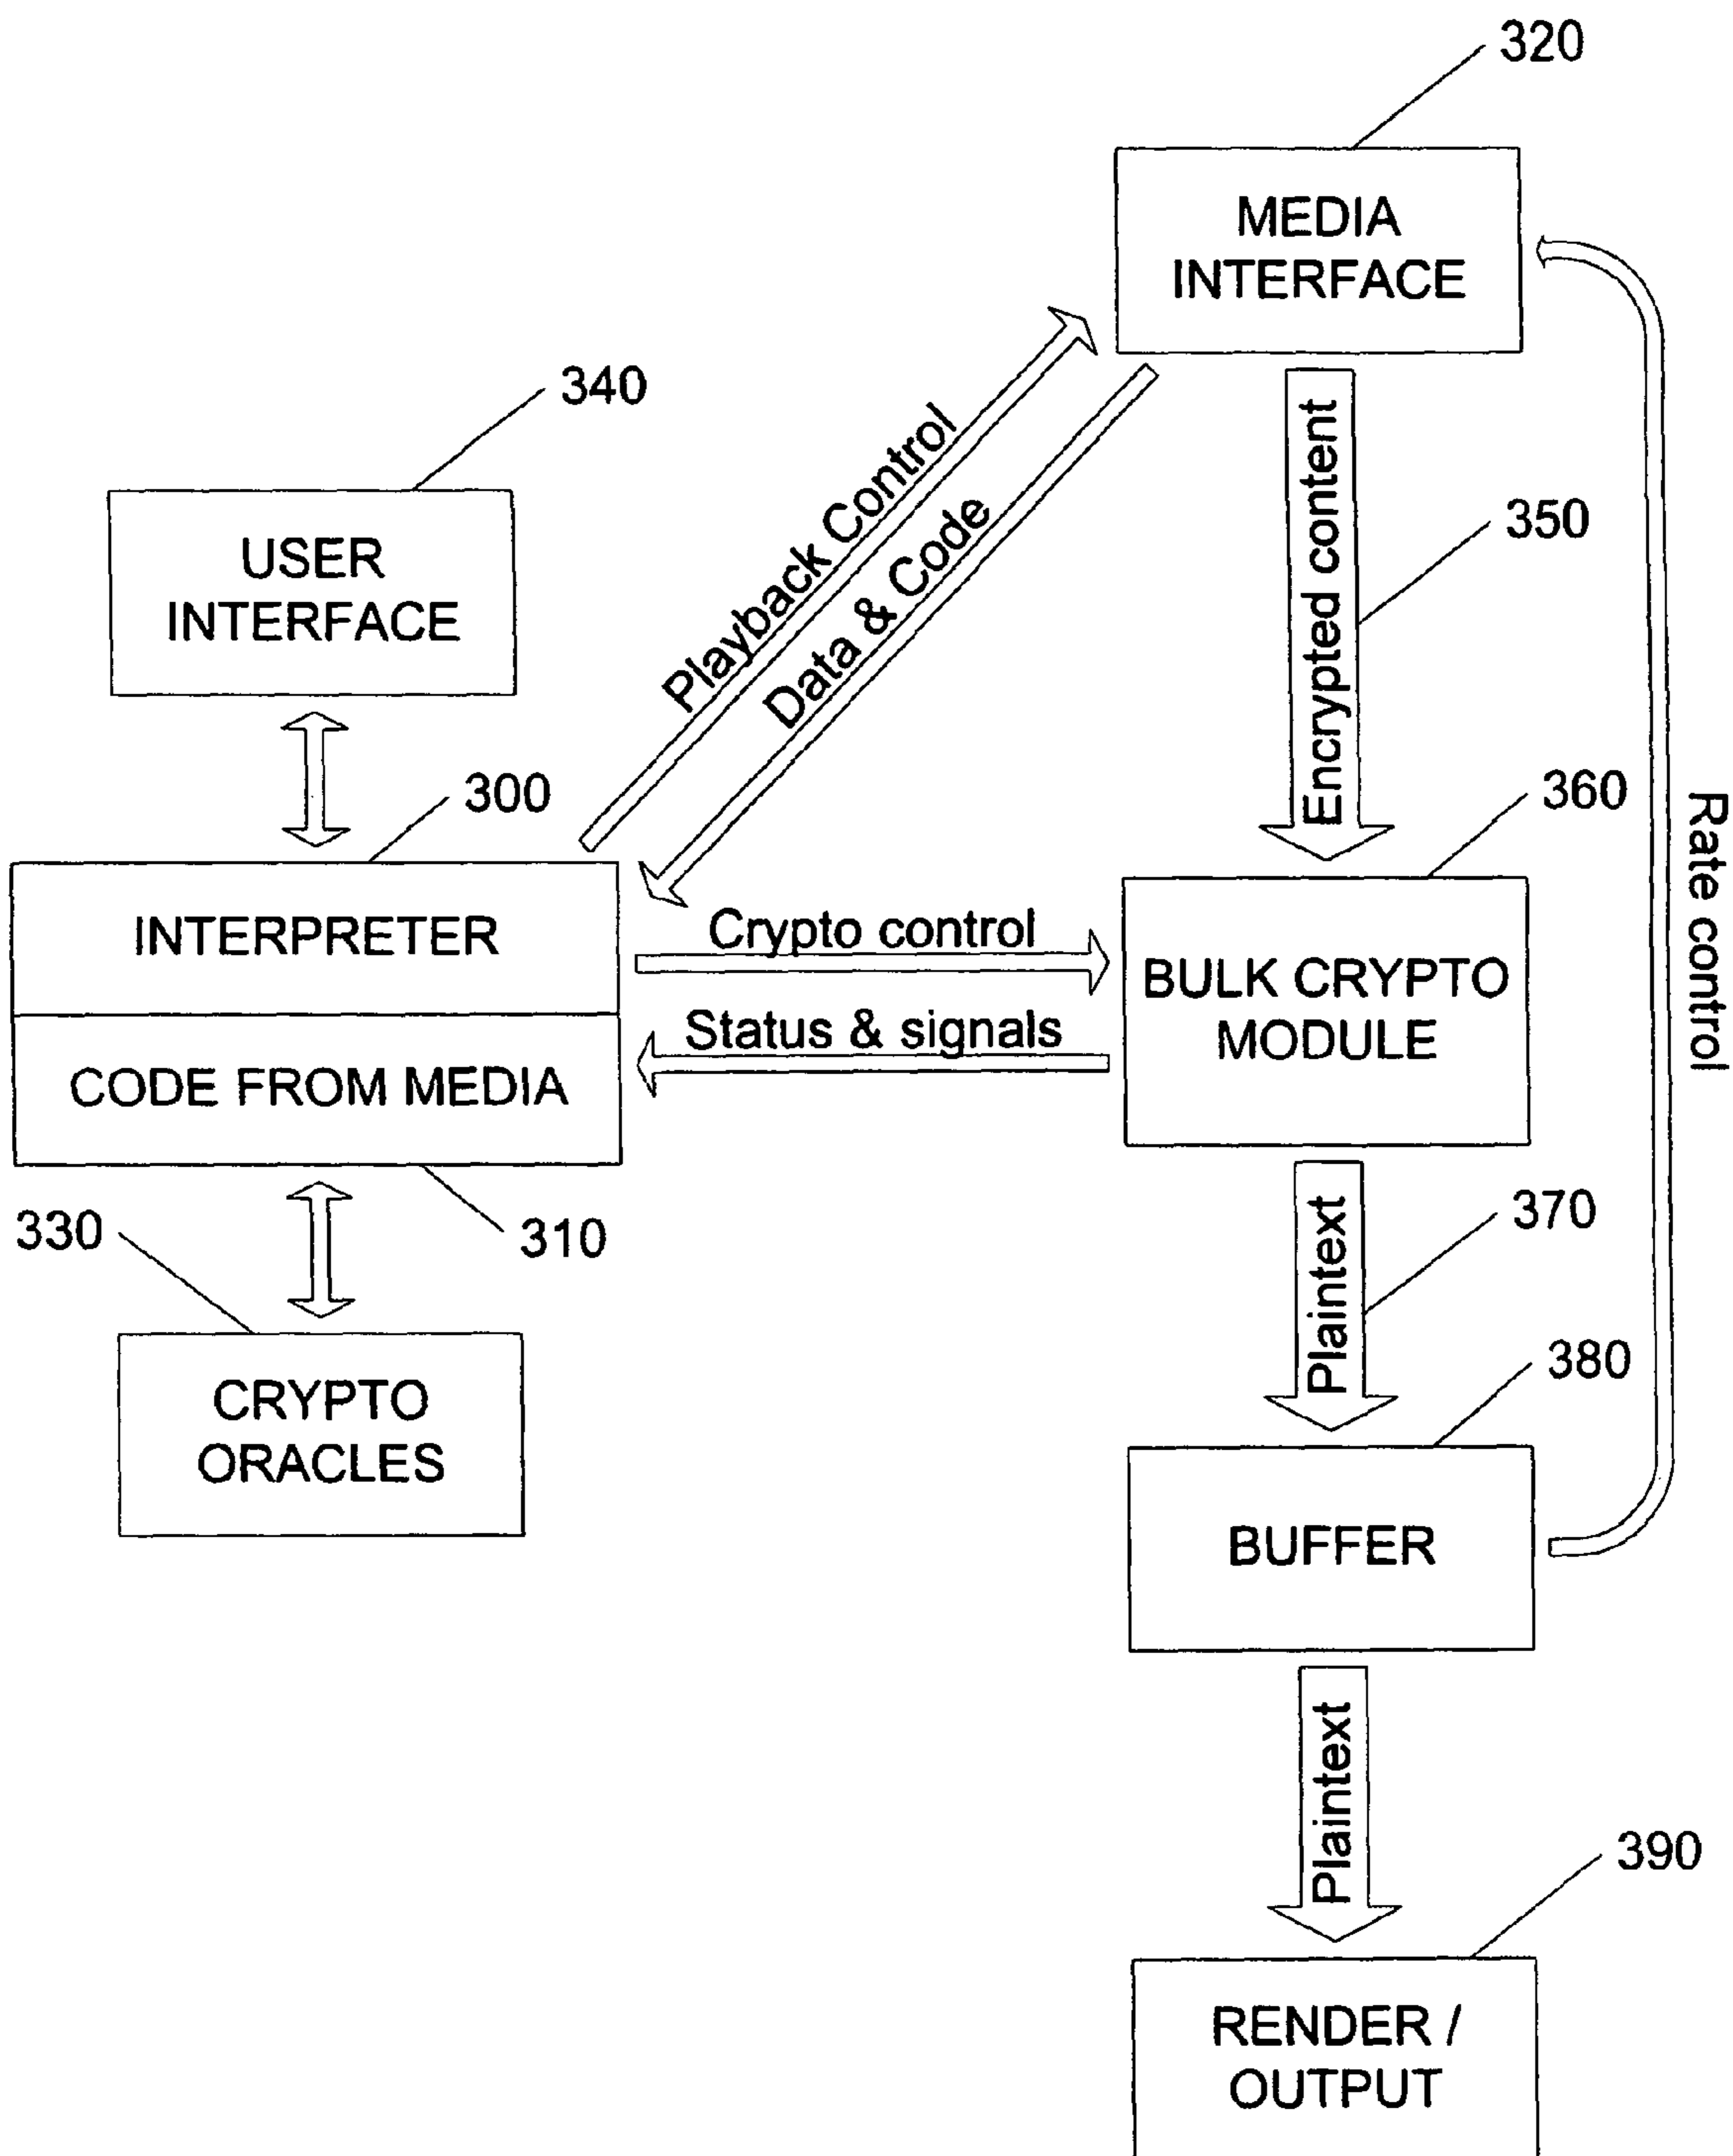 320
MEDIA
INTERFACE
340
USER
INTERFACE
Playback Control
Data & Code
Encrypted content
350
300
360
Rate control
INTERPRETER
Crypto control
BULK CRYPTO
MODULE
Status & signals
CODE FROM MEDIA
330
310
Plaintext
370
380
CRYPTO
ORACLES
BUFFER
Plaintext
390
RENDER /
OUTPUT